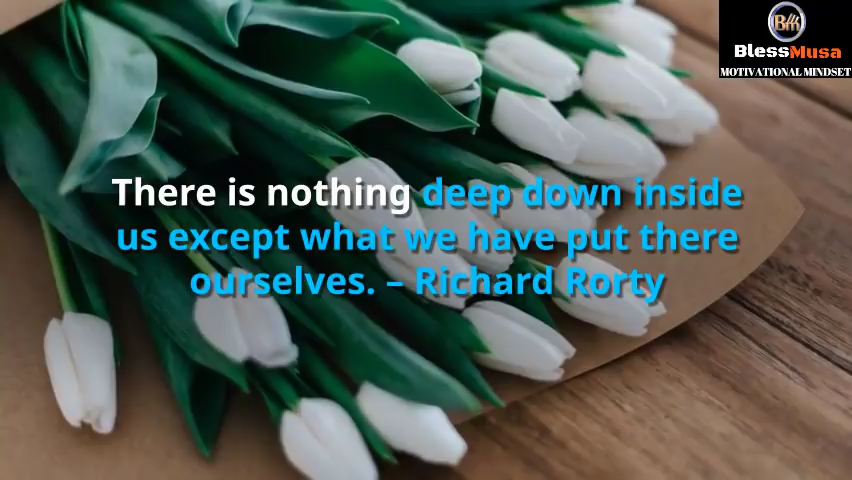 BM
BlessMusa
MOTIVATIONAL MINDSET
There is nothing deep down inside
us except what we have put there
ourselves. – Richard Rorty